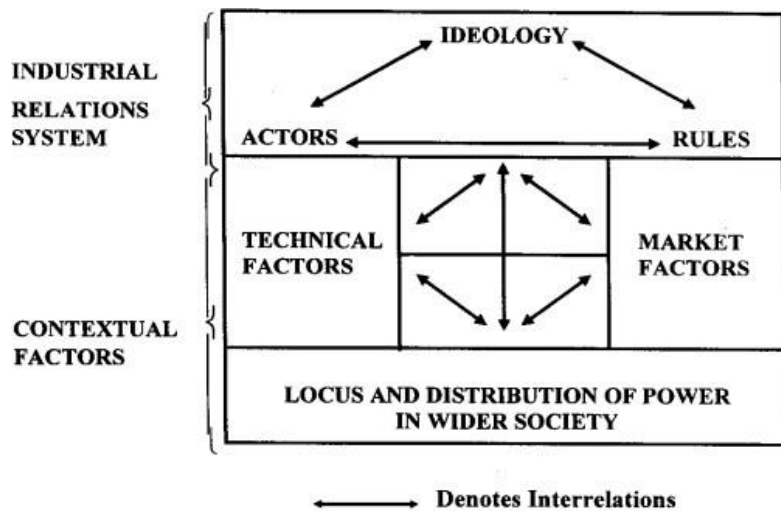 IDEOLOGY
INDUSTRIAL
RELATIONS
SYSTEM
ACTORS
RULES
TECHNICAL
FACTORS
MARKET
FACTORS
CONTEXTUAL
FACTORS
LOCUS AND DISTRIBUTION OF POWER
IN WIDER SOCIETY
Denotes Interrelations